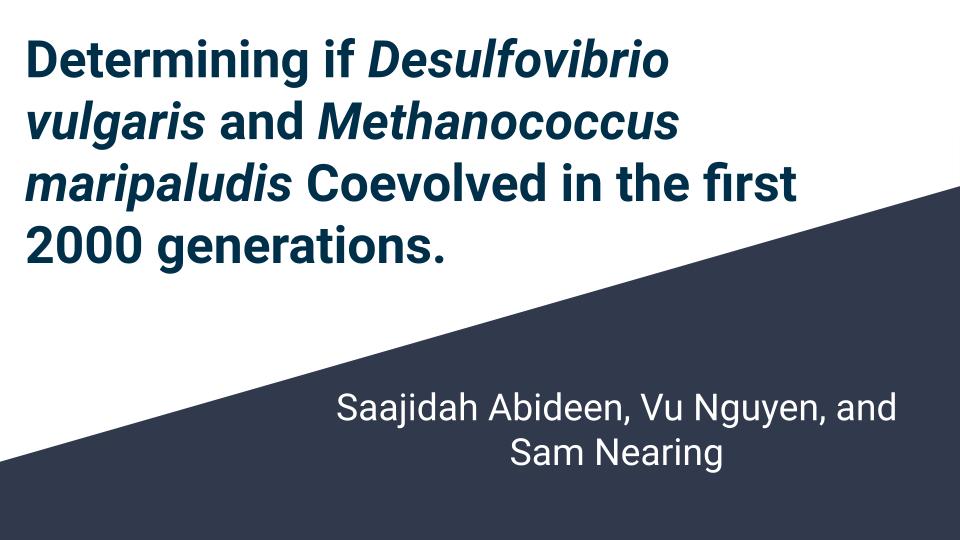 Determining if Desulfovibrio
vulgaris and Methanococcus
maripaludis Coevolved in the first
2000 generations.
Saajidah Abideen, Vu Nguyen, and
Sam Nearing